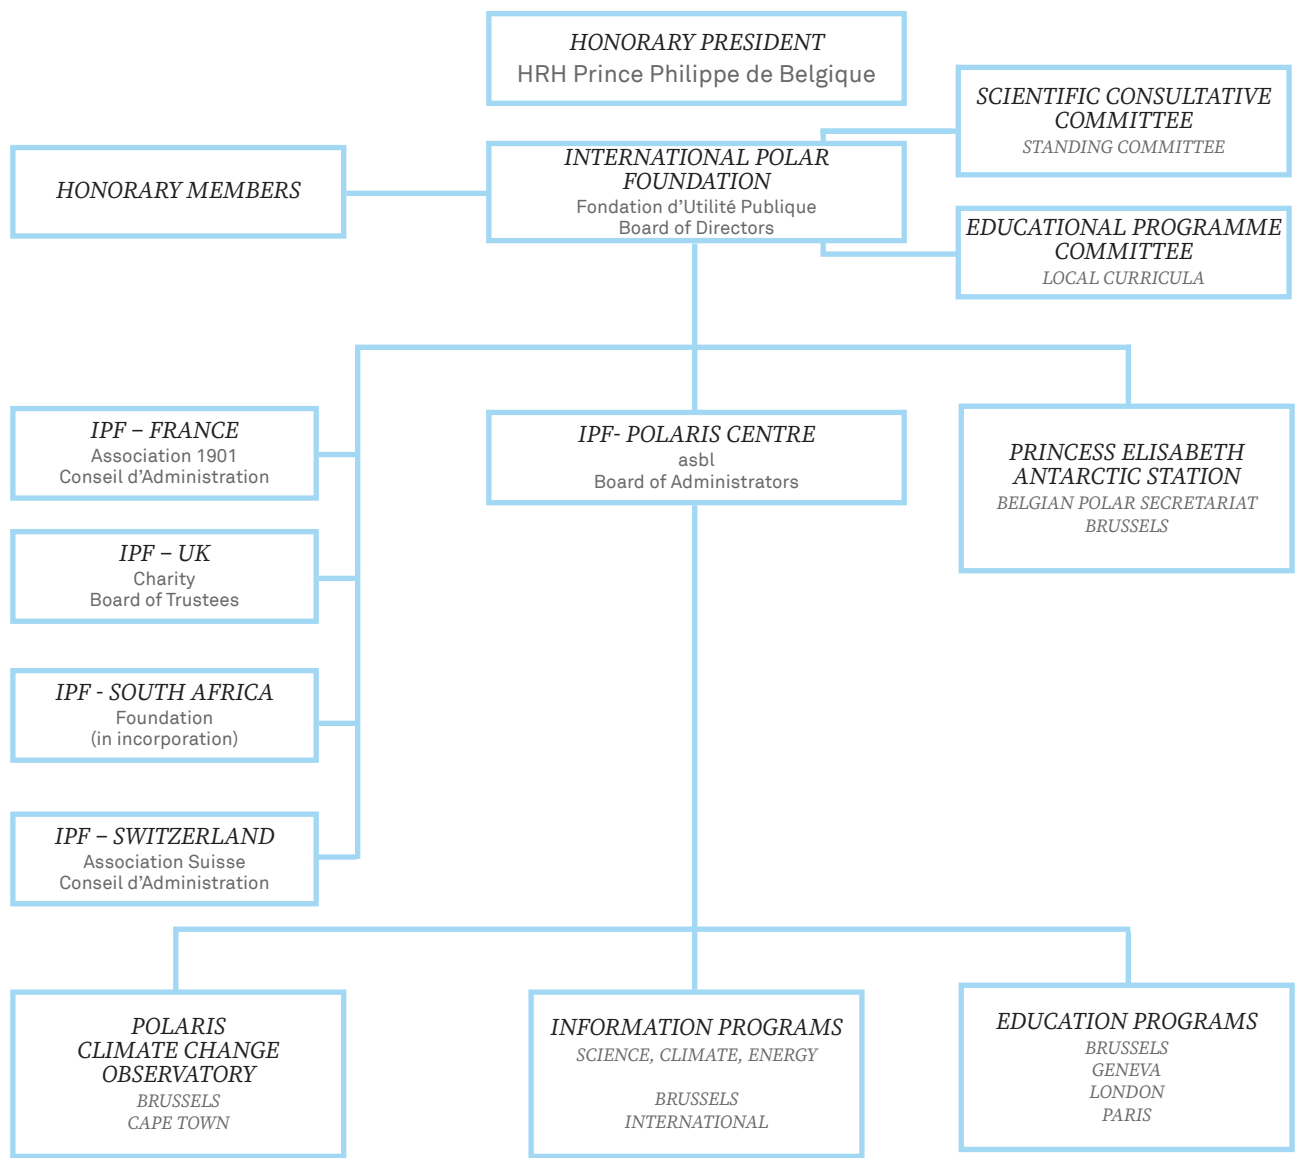 HONORARY PRESIDENT
HRH Prince Philippe de Belgique
SCIENTIFIC CONSULTATIVE
COMMITTEE
STANDING COMMITTEE
HONORARY MEMBERS
INTERNATIONAL POLAR
FOUNDATION
Fondation d'Utilité Publique
Board of Directors
EDUCATIONAL PROGRAMME
COMMITTEE
LOCAL CURRICULA
IPF – FRANCE
Association 1901
Conseil d'Administration
IPF- POLARIS CENTRE
asbl
Board of Administrators
PRINCESS ELISABETH
ANTARCTIC STATION
BELGIAN POLAR SECRETARIAT
BRUSSELS
IPF – UK
Charity
Board of Trustees
IPF - SOUTH AFRICA
Foundation
(in incorporation)
IPF – SWITZERLAND
Association Suisse
Conseil d'Administration
POLARIS
CLIMATE CHANGE
OBSERVATORY
BRUSSELS
CAPE TOWN
INFORMATION PROGRAMS
SCIENCE, CLIMATE, ENERGY
BRUSSELS
INTERNATIONAL
EDUCATION PROGRAMS
BRUSSELS
GENEVA
LONDON
PARIS